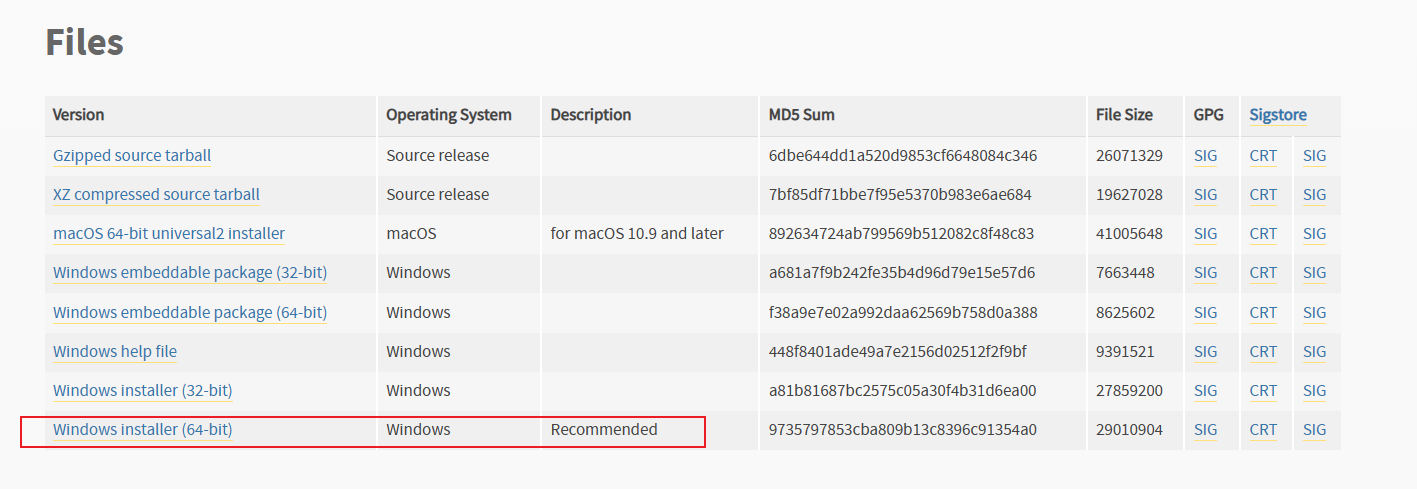 Files
Version Operating System Description MD5 Sum File Size GPG Sigstore
Gzipped source tarball Source release 6dbe644dd1a520d9853cf6648084c346 26071329 SIG CRT SIG
XZ compressed source tarball Source release 7bf85df71bbe7f95e5370b983e6ae684 19627028 SIG CRT SIG
macOS 64-bit universal2 installer macOS for macOS 10.9 and later 892634724ab799569b512082c8f48c83 41005648 SIG CRT SIG
Windows embeddable package (32-bit) Windows a681a7f9b242fe35b4d96d79e15e57d6 7663448 SIG CRT SIG
Windows embeddable package (64-bit) Windows f38a9e7e02a992daa62569b758d0a388 8625602 SIG CRT SIG
Windows help file Windows 448f8401ade49a7e2156d02512f2f9bf 9391521 SIG CRT SIG
Windows installer (32-bit) Windows a81b81687bc2575c05a30f4b31d6ea00 27859200 SIG CRT SIG
Windows installer (64-bit) Windows Recommended 9735797853cba809b13c8396c91354a0 29010904 SIG CRT SIG